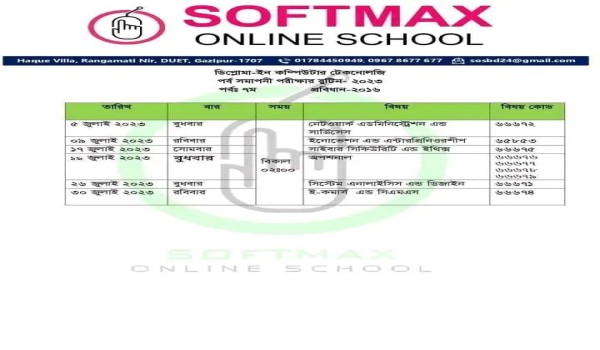 SOFTMAX
ONLINE SCHOOL
Haque Villa, Rangamati Nir, DUET, Gazipur-1707 01784450949, 0967 8677 677 sosbd24@gmail.com
ডিপ্লোমা-ইন কম্পিউটার টেকনোলজি
পর্ব সমাপনী পরীক্ষার রুটিন- ২০২৩
পর্বঃ ৭ম প্রবিধান-২০১৬
তারিখ বার সময় বিষয় বিষয় কোড
৫ জুলাই ২০২৩ বুধবার নেটওয়ার্ক এডমিনিস্ট্রেশন এন্ড সার্ভিসেস ৬৬৬৭২
০৯ জুলাই ২০২৩ রবিবার ইনোভেশন এন্ড এন্টারপ্রিনিওরশীপ ৬৫৮৫৩
১৭ জুলাই ২০২৩ সোমবার সাইবার সিকিউরিটি এন্ড ইথিক্স ৬৬৬৭৫
১৯ জুলাই ২০২৩ বুধবার বিকাল ০২:০০ অপশনাল ৬৬৬৭৬
৬৬৬৭৭
৬৬৬৭৮
৬৬৬৭৯
২৬ জুলাই ২০২৩ বুধবার সিস্টেম এনালাইসিস এন্ড ডিজাইন ৬৬৬৭১
৩০ জুলাই ২০২৩ রবিবার ই-কমার্স এন্ড সিএমএস ৬৬৬৭৪
SOFTMAX
ONLINE SCHOOL